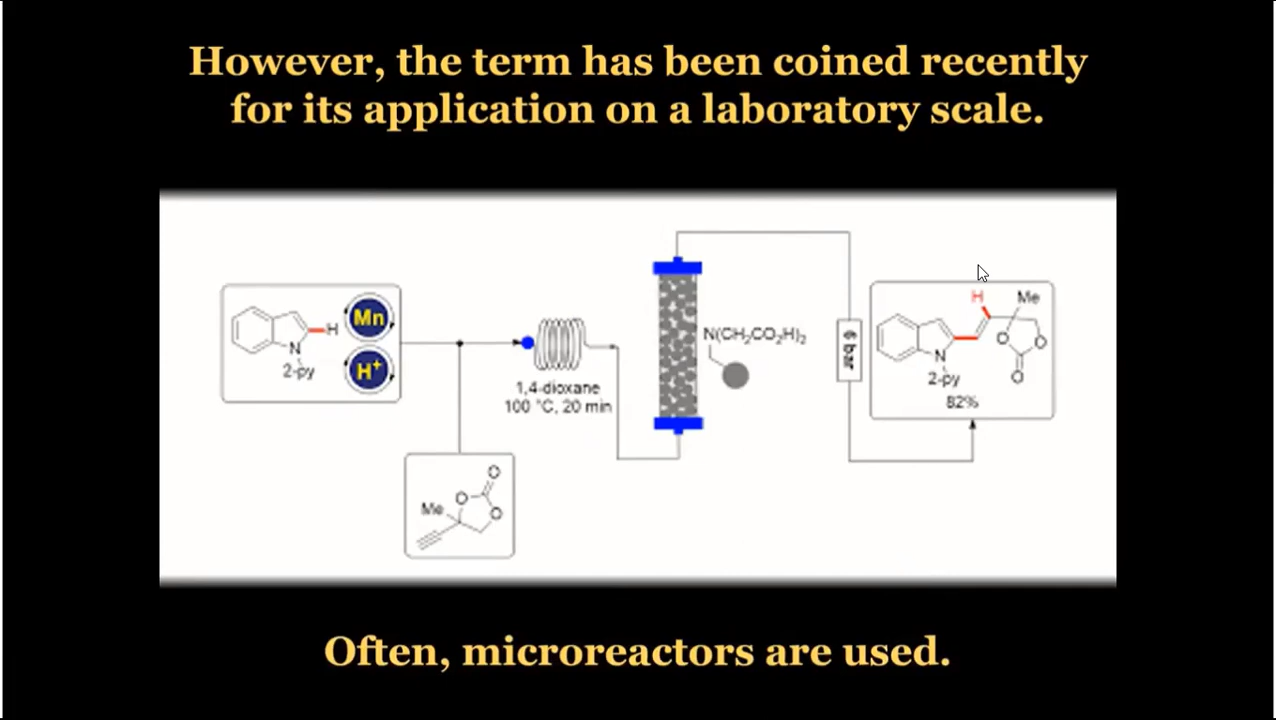 However, the term has been coined recently
for its application on a laboratory scale.
H
Mn
N
2-py
H⁺
1,4-dioxane
100 °C, 20 min
N(CH₂CO₂H)₂
6 bar
H
Me
O
O
N
O
2-py
82%
O
Me
O
O
Often, microreactors are used.